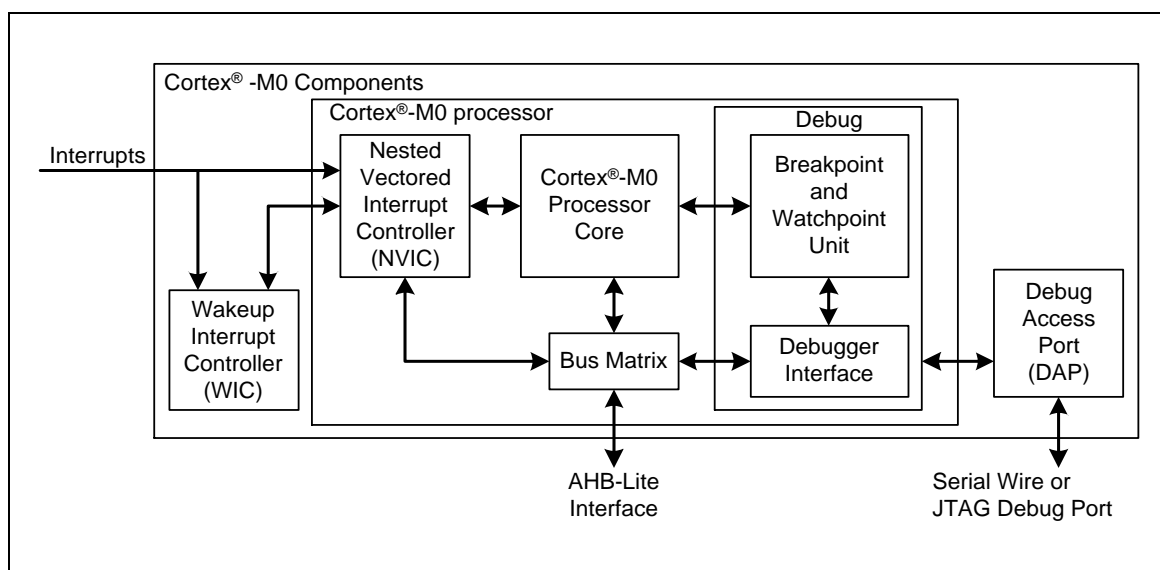 Cortex® -M0 Components
Cortex®-M0 processor
Debug
Interrupts
Nested
Vectored
Interrupt
Controller
(NVIC)
Cortex®-M0
Processor
Core
Breakpoint
and
Watchpoint
Unit
Wakeup
Interrupt
Controller
(WIC)
Bus Matrix
Debugger
Interface
Debug
Access
Port
(DAP)
AHB-Lite
Interface
Serial Wire or
JTAG Debug Port